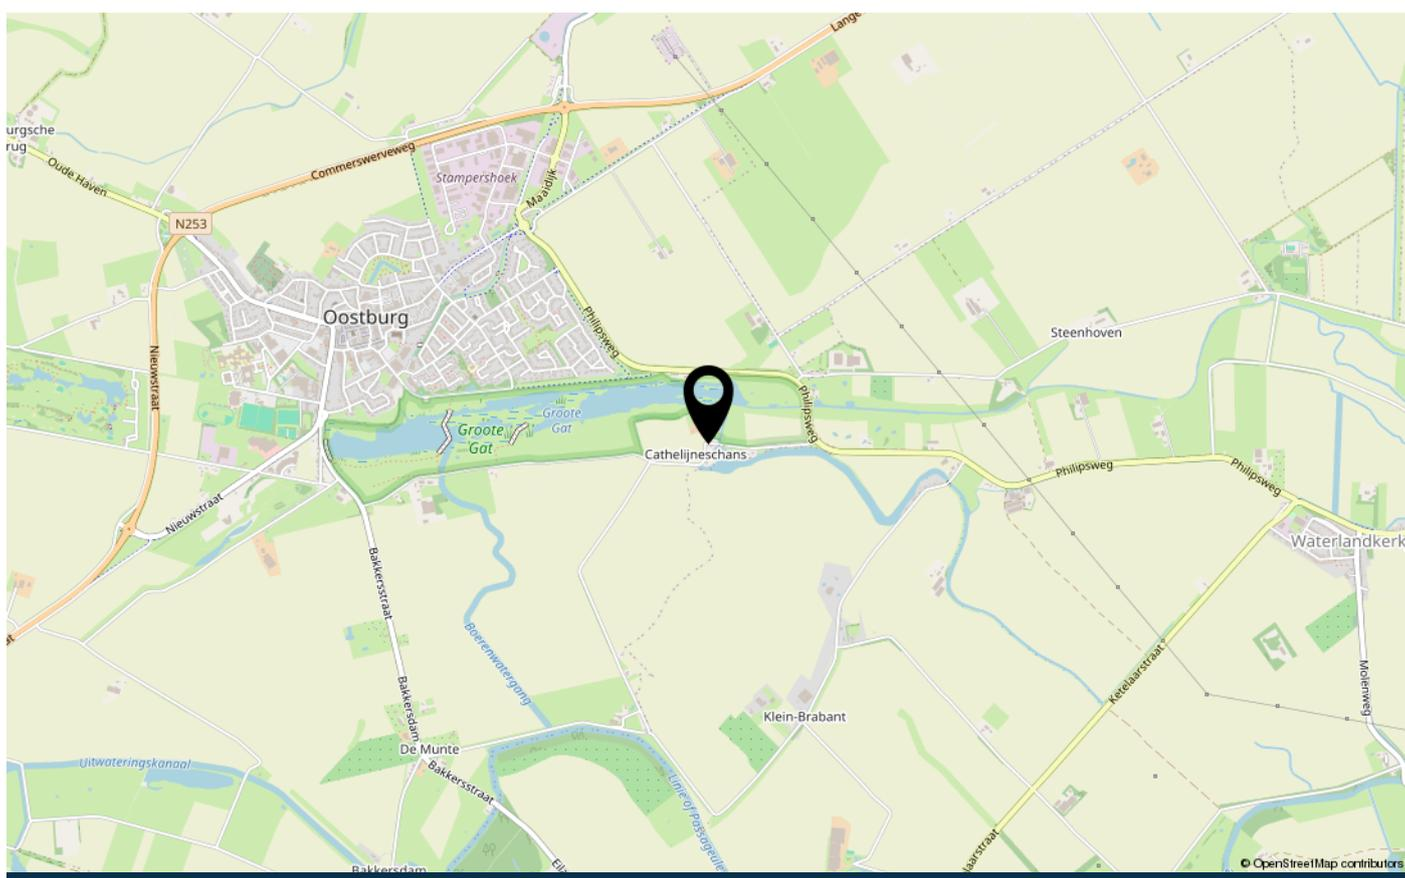 Lange
urgsche
rug
Oude Haven
Commerswerveweg
Stampershoek
Maaidijk
N253
Oostburg
Philipsweg
Steenhoven
Nieuwstraat
Groote
Gat
Groote
Gat
Philipsweg
Cathelijneschans
Philipsweg
Philipsweg
Nieuwstraat
Waterlandkerk
Bakkersstraat
Boerenwatergang
Ketelaarstraat
Molenweg
Bakkersdam
Klein-Brabant
De Munte
Uitwateringskanaal
Bakkersstraat
Linie of Passageule
laarstraat
Bakkersdam
© OpenStreetMap contributors